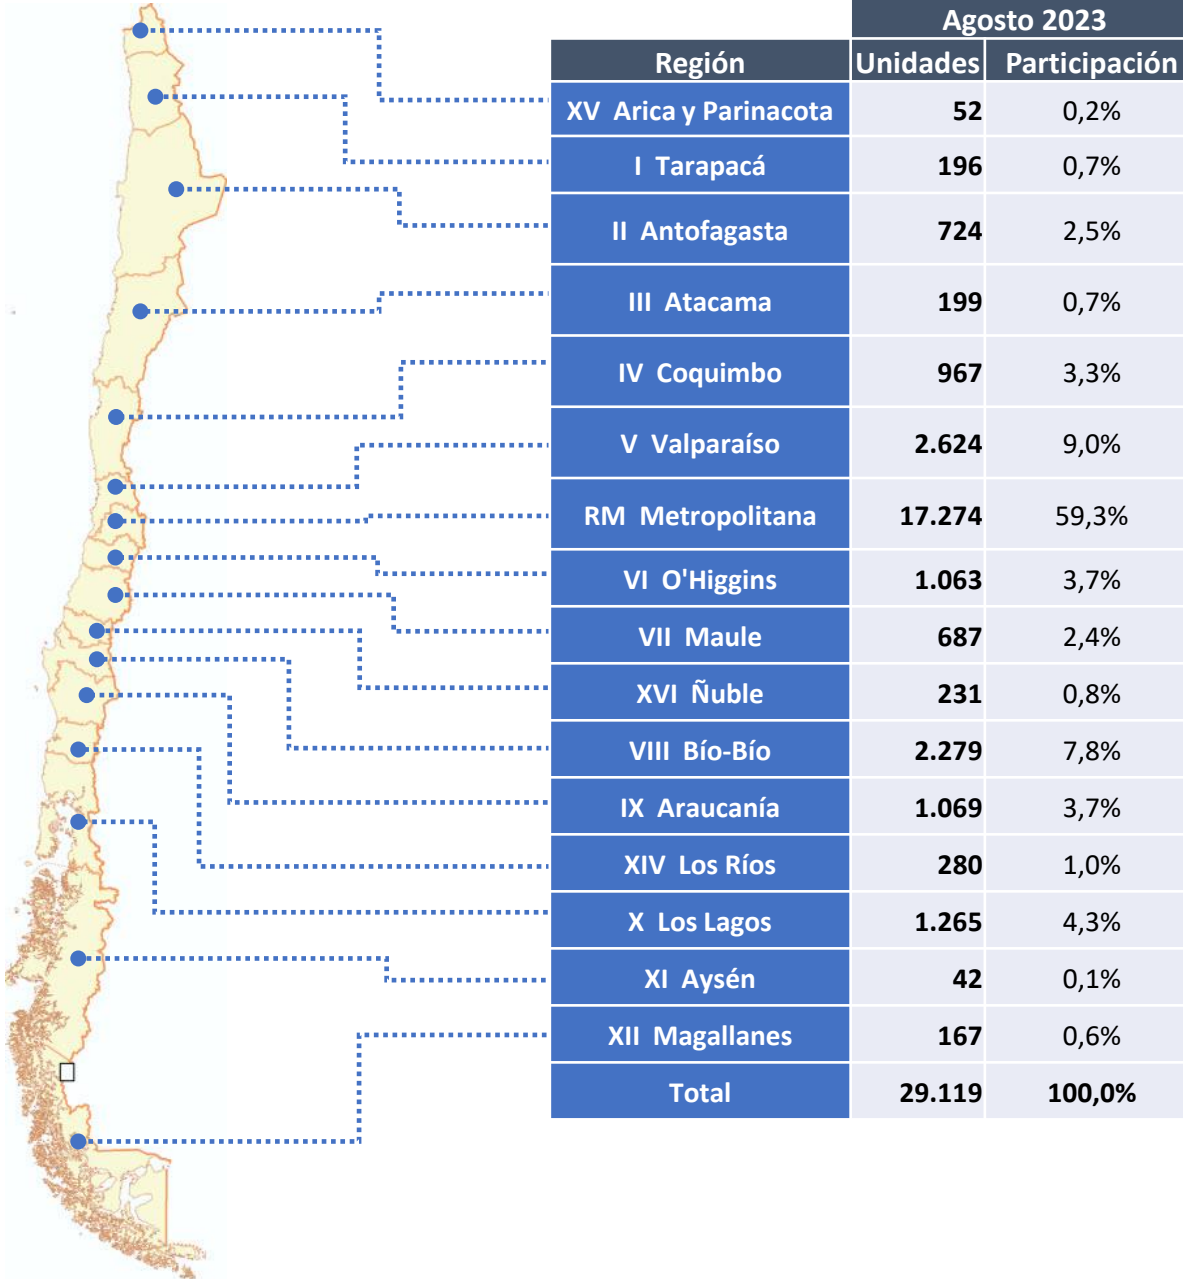 Agosto 2023
Región Unidades Participación
XV Arica y Parinacota 52 0,2%
I Tarapacá 196 0,7%
II Antofagasta 724 2,5%
III Atacama 199 0,7%
IV Coquimbo 967 3,3%
V Valparaíso 2.624 9,0%
RM Metropolitana 17.274 59,3%
VI O'Higgins 1.063 3,7%
VII Maule 687 2,4%
XVI Ñuble 231 0,8%
VIII Bío-Bío 2.279 7,8%
IX Araucanía 1.069 3,7%
XIV Los Ríos 280 1,0%
X Los Lagos 1.265 4,3%
XI Aysén 42 0,1%
XII Magallanes 167 0,6%
Total 29.119 100,0%